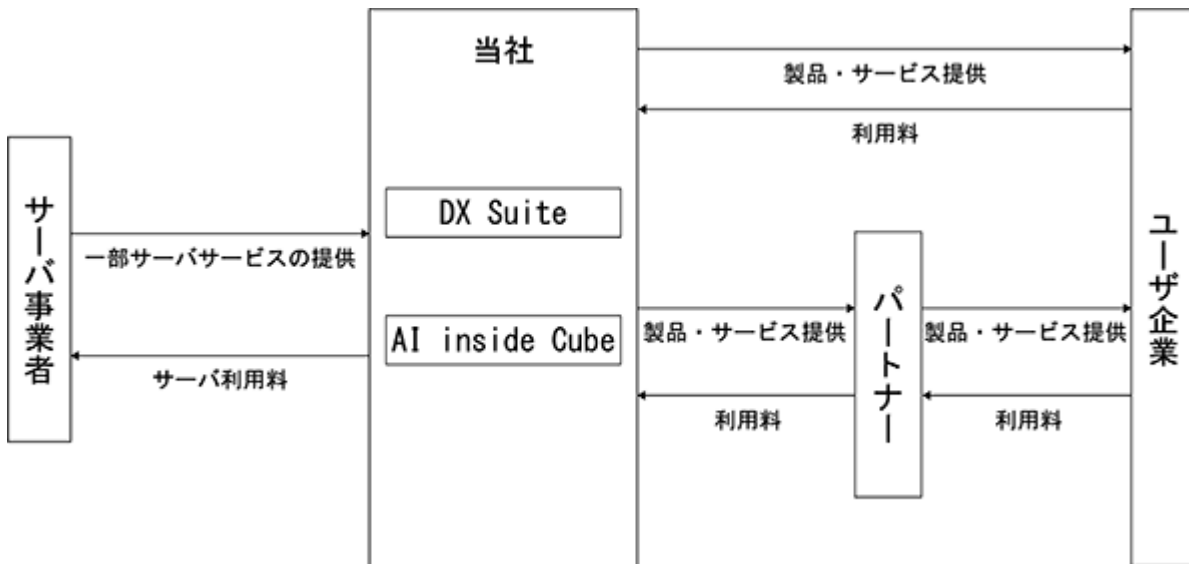 当社
製品・サービス提供
利用料
サーバ事業者
DX Suite
一部サーバサービスの提供
AI inside Cube
サーバ利用料
製品・サービス提供
利用料
パートナー
製品・サービス提供
利用料
ユーザ企業